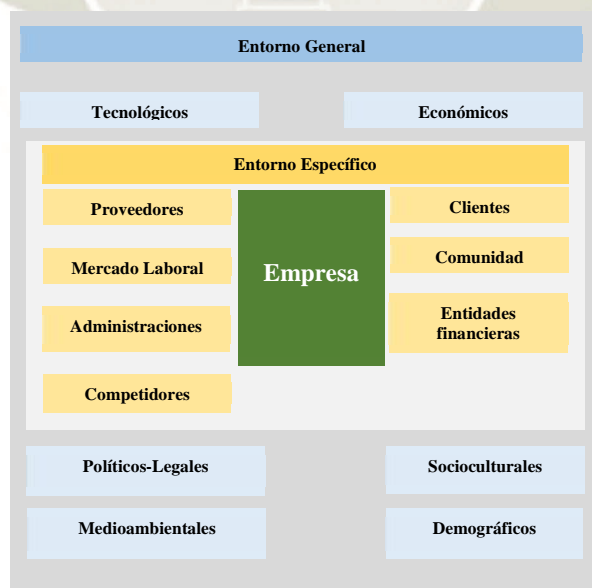 Entorno General
Tecnológicos
Económicos
Entorno Específico
Proveedores
Clientes
Mercado Laboral
Empresa
Comunidad
Administraciones
Entidades
financieras
Competidores
Políticos-Legales
Socioculturales
Medioambientales
Demográficos